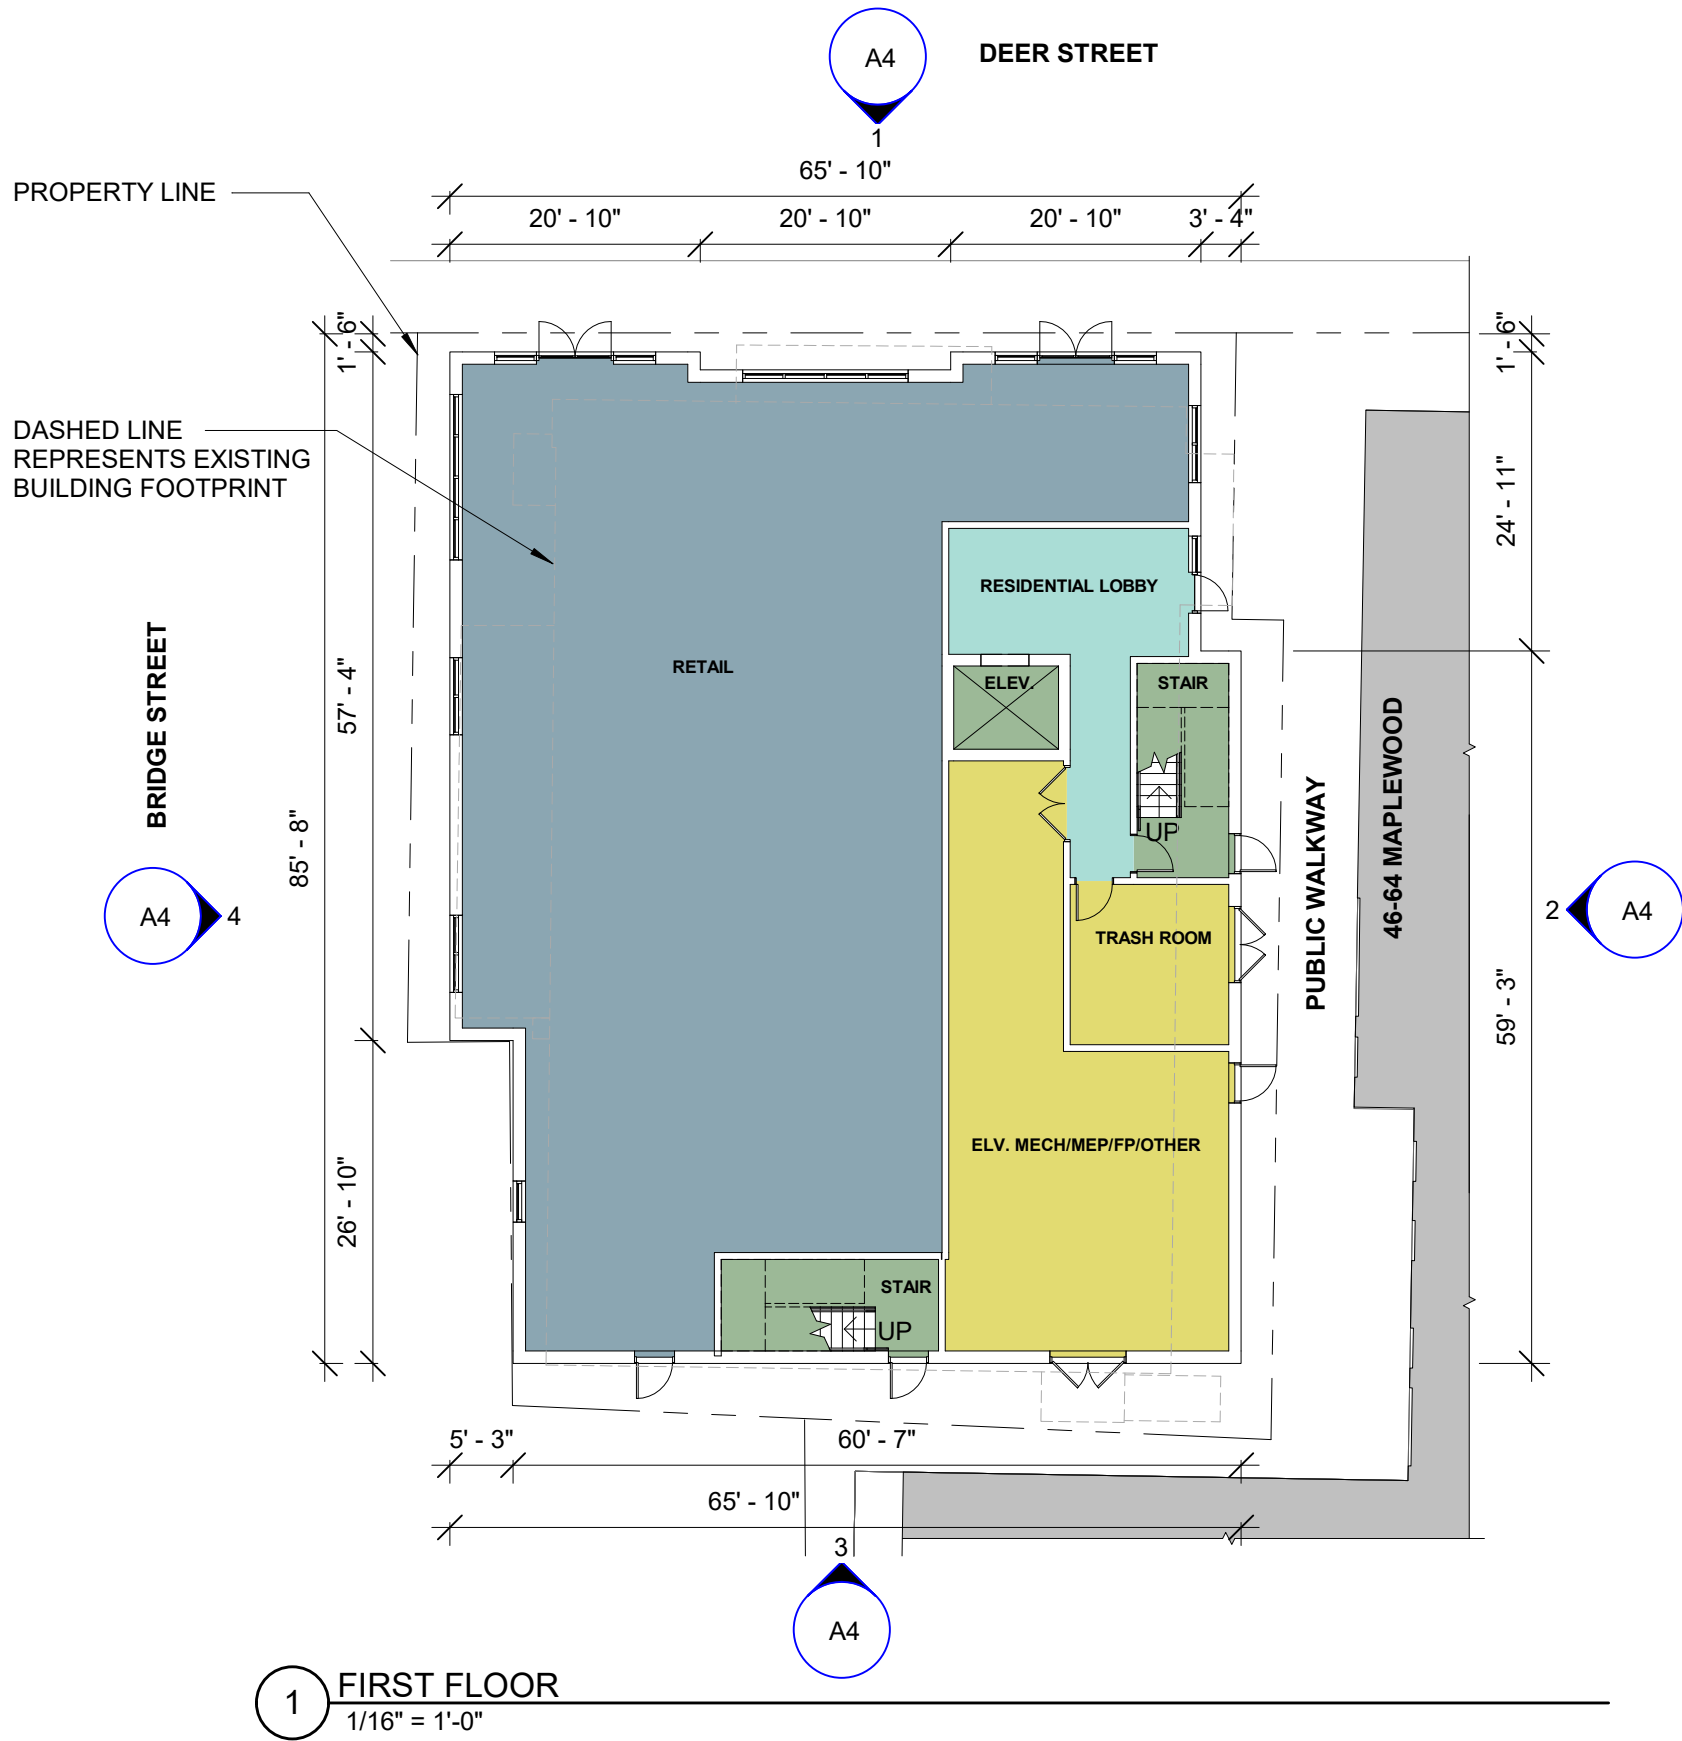 A4
DEER STREET
1
65' - 10"
PROPERTY LINE
20' - 10"
20' - 10"
20' - 10"
3' - 4"
1' - 6"
1' - 6"
DASHED LINE
REPRESENTS EXISTING
BUILDING FOOTPRINT
24' - 11"
RESIDENTIAL LOBBY
BRIDGE STREET
57' - 4"
RETAIL
ELEV.
STAIR
46-64 MAPLEWOOD
PUBLIC WALKWAY
UP
85' - 8"
A4
4
2
A4
TRASH ROOM
59' - 3"
ELV. MECH/MEP/FP/OTHER
26' - 10"
STAIR
UP
5' - 3"
60' - 7"
65' - 10"
3
A4
1
FIRST FLOOR
1/16" = 1'-0"